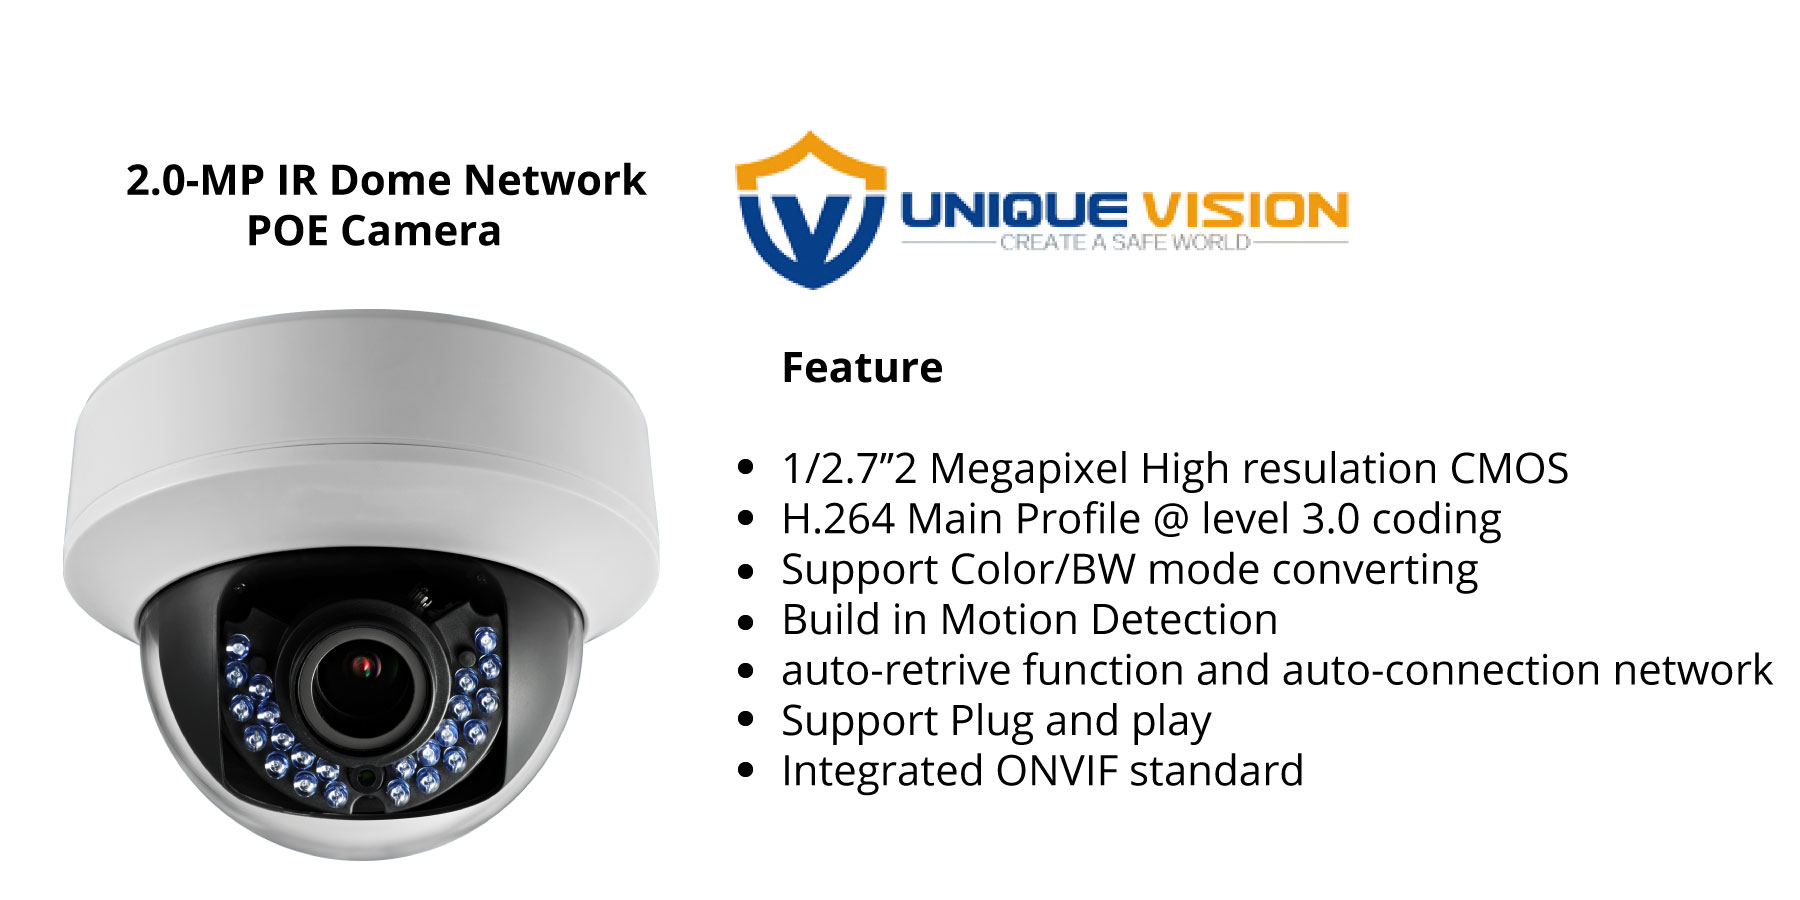 2.0-MP IR Dome Network
POE Camera
UNIQUE VISION
CREATE A SAFE WORLD
Feature
• 1/2.7”2 Megapixel High resulation CMOS
• H.264 Main Profile @ level 3.0 coding
• Support Color/BW mode converting
• Build in Motion Detection
• auto-retrive function and auto-connection network
• Support Plug and play
• Integrated ONVIF standard